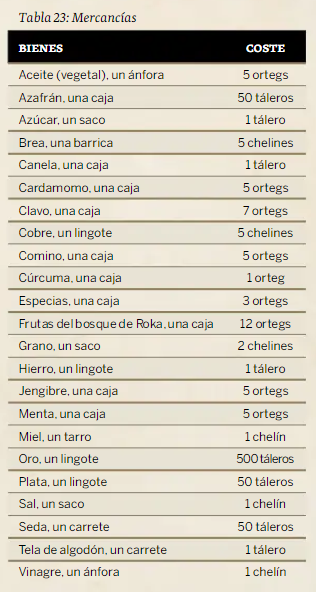 Tabla 23: Mercancías
BIENES COSTE
Aceite (vegetal), un ánfora 5 ortegs
Azafrán, una caja 50 táleros
Azúcar, un saco 1 tálero
Brea, una barrica 5 chelines
Canela, una caja 1 tálero
Cardamomo, una caja 5 ortegs
Clavo, una caja 7 ortegs
Cobre, un lingote 5 chelines
Comino, una caja 5 ortegs
Cúrcuma, una caja 1 orteg
Especias, una caja 3 ortegs
Frutas del bosque de Roka, una caja 12 ortegs
Grano, un saco 2 chelines
Hierro, un lingote 1 tálero
Jengibre, una caja 5 ortegs
Menta, una caja 5 ortegs
Miel, un tarro 1 chelín
Oro, un lingote 500 táleros
Plata, un lingote 50 táleros
Sal, un saco 1 chelín
Seda, un carrete 50 táleros
Tela de algodón, un carrete 1 tálero
Vinagre, un ánfora 1 chelín